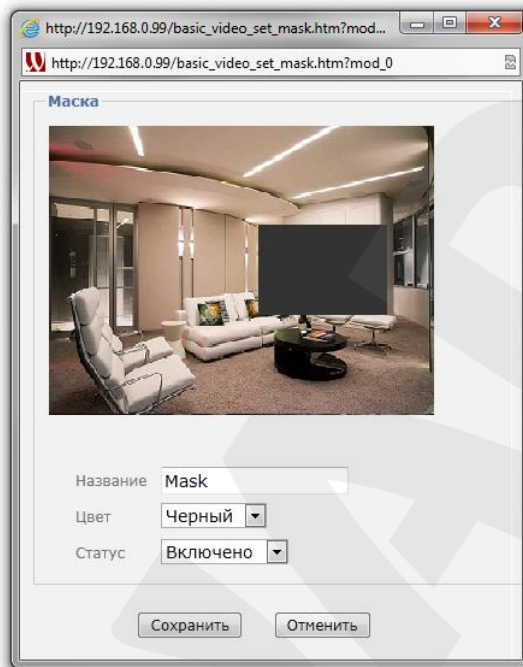 http://192.168.0.99/basic_video_set_mask.htm?mod...
http://192.168.0.99/basic_video_set_mask.htm?mod_0
Маска
Название Mask
Цвет Черный
Статус Включено
Сохранить Отменить